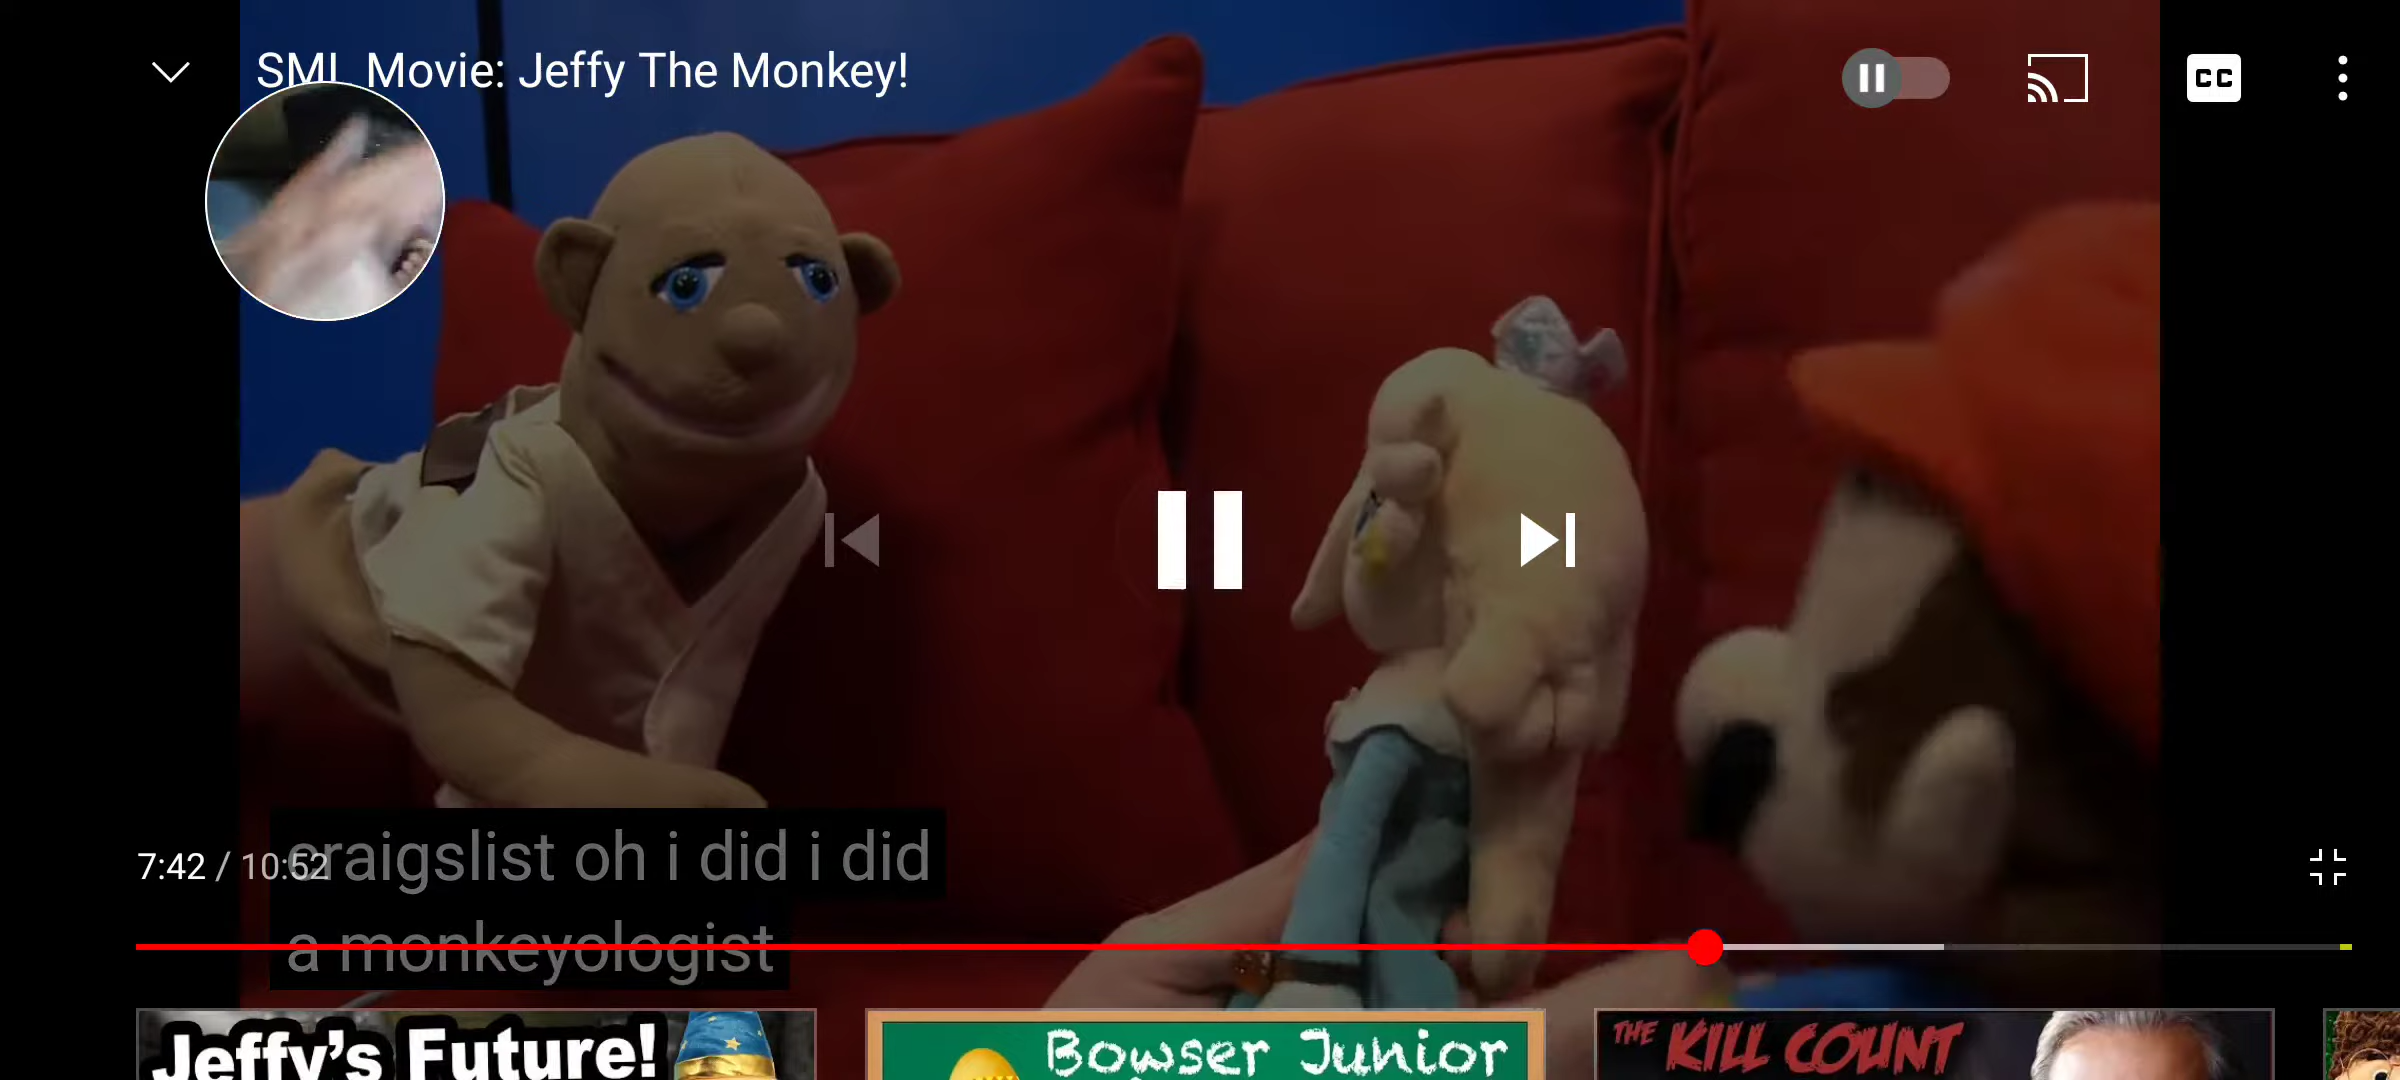 SML Movie: Jeffy The Monkey!
CC
craigslist oh i did i did
7:42 / 10:52
a monkeyologist
Jeffy's Future!
Bowser Junior
THE KILL COUNT